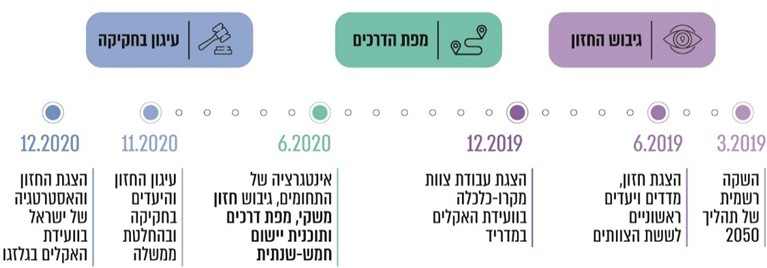 גיבוש החזון
מפת הדרכים
עיגון בחקיקה
3.2019
השקה
רשמית
של תהליך
2050
6.2019
הצגת חזון,
מדדים ויעדים
ראשוניים
לששת הצוותים
12.2019
הצגת עבודת צוות
מקרו-כלכלה
בוועידת האקלים
במדריד
6.2020
אינטגרציה של
התחומים, גיבוש חזון
משקי, מפת דרכים
ותוכנית יישום
חמש-שנתית
11.2020
עיגון החזון
והיעדים
בחקיקה
ובהחלטת
ממשלה
12.2020
הצגת החזון
והאסטרטגיה
של ישראל
בוועידת
האקלים בגלזגו